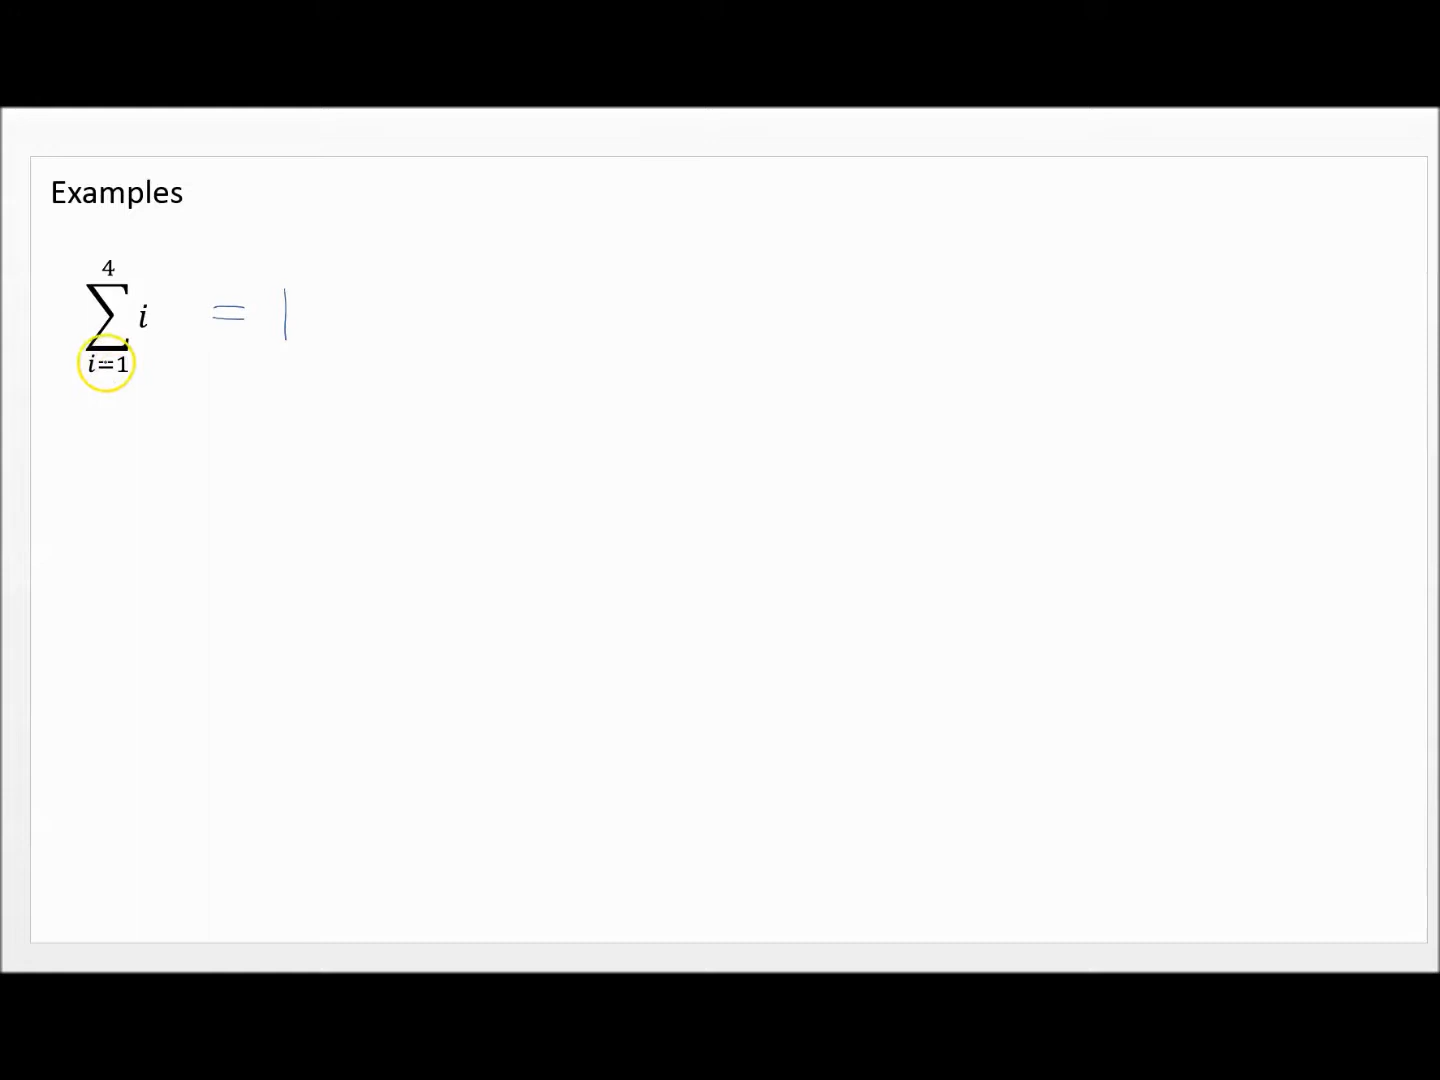 Examples
4
∑ i = 1
i=1